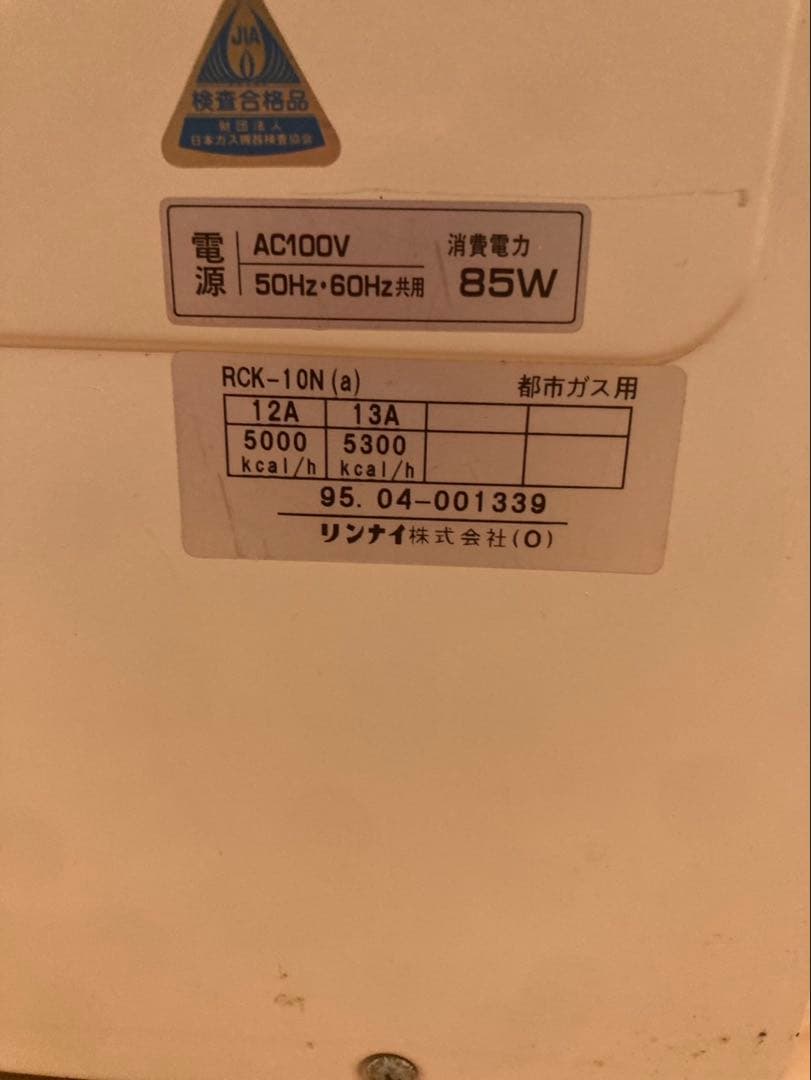 JIA
検査合格品
財団法人
日本ガス機器検査協会
電源
AC100V
50Hz・60Hz共用
消費電力
85W
RCK-10N(a) 都市ガス用
12A 13A
5000 5300
kcal/h kcal/h
95.04-001339
リンナイ株式会社(O)